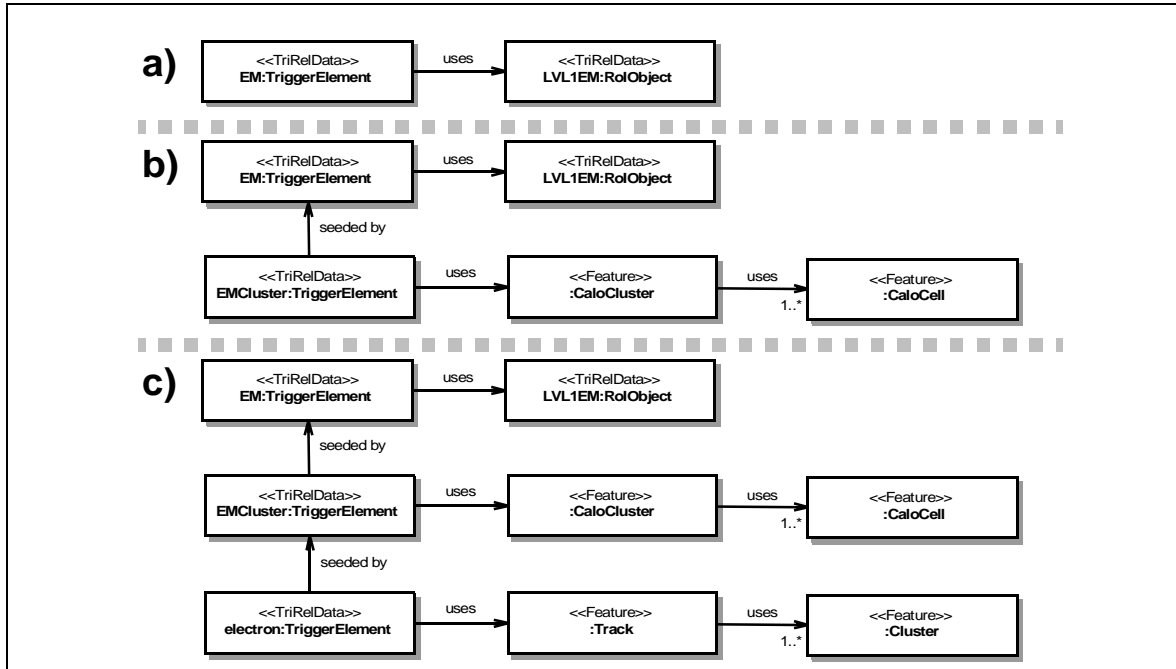 a)
<<TriRelData>>
EM:TriggerElement
uses
<<TriRelData>>
LVL1EM:RoIObject
b)
<<TriRelData>>
EM:TriggerElement
uses
<<TriRelData>>
LVL1EM:RoIObject
seeded by
<<TriRelData>>
EMCluster:TriggerElement
uses
<<Feature>>
:CaloCluster
uses
1..*
<<Feature>>
:CaloCell
c)
<<TriRelData>>
EM:TriggerElement
uses
<<TriRelData>>
LVL1EM:RoIObject
seeded by
<<TriRelData>>
EMCluster:TriggerElement
uses
<<Feature>>
:CaloCluster
uses
1..*
<<Feature>>
:CaloCell
seeded by
<<TriRelData>>
electron:TriggerElement
uses
<<Feature>>
:Track
uses
1..*
<<Feature>>
:Cluster